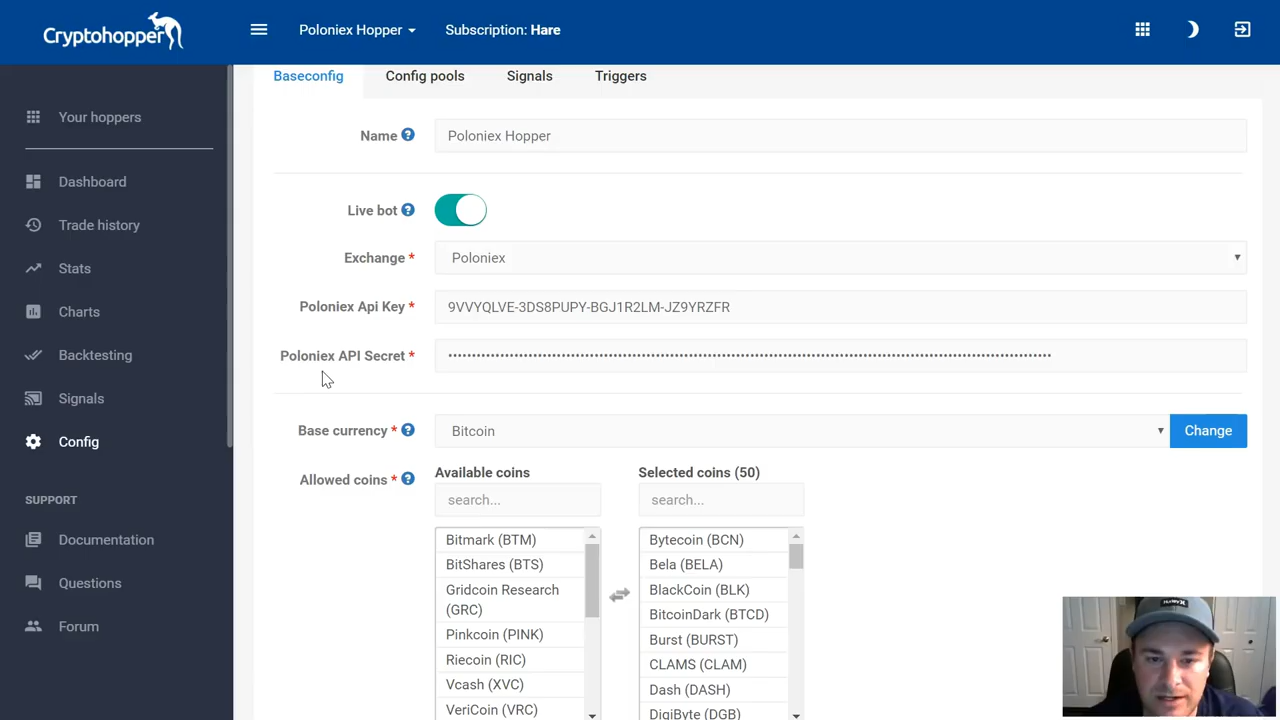 Cryptohopper
Poloniex Hopper
Subscription: Hare
Your hoppers
Dashboard
Trade history
Stats
Charts
Backtesting
Signals
Config
SUPPORT
Documentation
Questions
Forum
Baseconfig
Config pools
Signals
Triggers
Name ?
Poloniex Hopper
Live bot ?
Exchange *
Poloniex
Poloniex Api Key *
9VVYQLVE-3DS8PUPY-BGJ1R2LM-JZ9YRZFR
Poloniex API Secret *
Base currency * ?
Bitcoin
Change
Allowed coins * ?
Available coins
search...
Bitmark (BTM)
BitShares (BTS)
Gridcoin Research
(GRC)
Pinkcoin (PINK)
Riecoin (RIC)
Vcash (XVC)
VeriCoin (VRC)
Selected coins (50)
search...
Bytecoin (BCN)
Bela (BELA)
BlackCoin (BLK)
BitcoinDark (BTCD)
Burst (BURST)
CLAMS (CLAM)
Dash (DASH)
DigiByte (DGB)